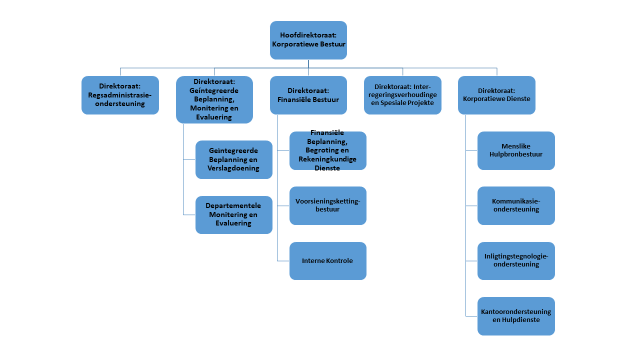 Hoofdirektoraat:
Korporatiewe Bestuur
Direktoraat:
Regsadministrasie-
ondersteuning
Direktoraat:
Geïntegreerde
Beplanning,
Monitering en
Evaluering
Direktoraat:
Finansiële Bestuur
Direktoraat: Inter-
regeringsverhoudinge
en Spesiale Projekte
Direktoraat:
Korporatiewe Dienste
Geïntegreerde
Beplanning en
Verslagdoening
Departementele
Monitering en
Evaluering
Finansiële
Beplanning,
Begroting en
Rekeningkundige
Dienste
Voorsieningsketting-
bestuur
Interne Kontrole
Menslike
Hulpbronbestuur
Kommunikasie-
ondersteuning
Inligtingstegnologie-
ondersteuning
Kantoorondersteuning
en Hulpdienste